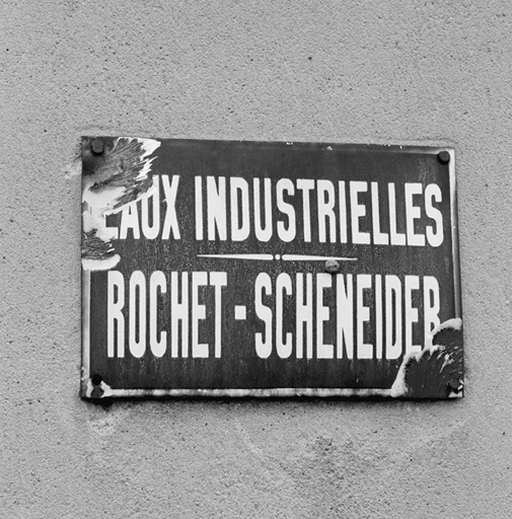 EAUX INDUSTRIELLES
ROCHET-SCHENEIDER